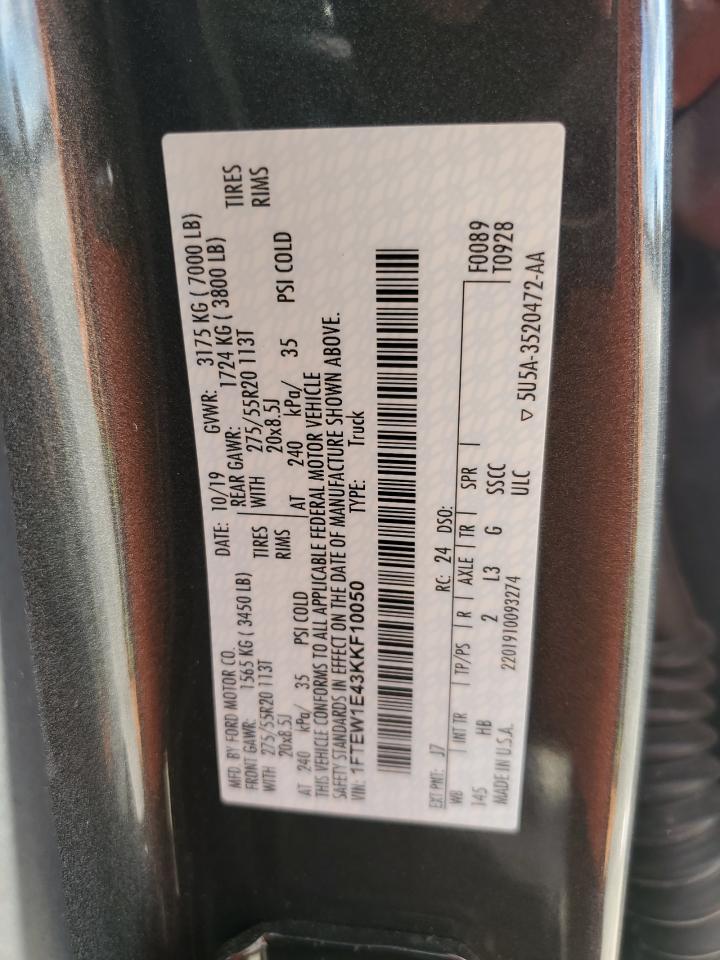 MFD. BY FORD MOTOR CO.
DATE: 10/19 GVWR: 3175 KG ( 7000 LB)
FRONT GAWR: 1565 KG ( 3450 LB) REAR GAWR: 1724 KG ( 3800 LB)
WITH 275/55R20 113T TIRES WITH 275/55R20 113T TIRES
20x8.5J RIMS 20x8.5J RIMS
AT 240 kPa/ 35 PSI COLD AT 240 kPa/ 35 PSI COLD
THIS VEHICLE CONFORMS TO ALL APPLICABLE FEDERAL MOTOR VEHICLE
SAFETY STANDARDS IN EFFECT ON THE DATE OF MANUFACTURE SHOWN ABOVE.
VIN: 1FTEW1E43KKF10050 TYPE: Truck
EXT PNT: J7 RC: 24 DSO: F0089
WB INT TR TP/PS R AXLE TR SPR T0928
145 HB 2 L3 G SSCC
MADE IN U.S.A. 2201910093274 ULC ▽ 5U5A-3520472-AA